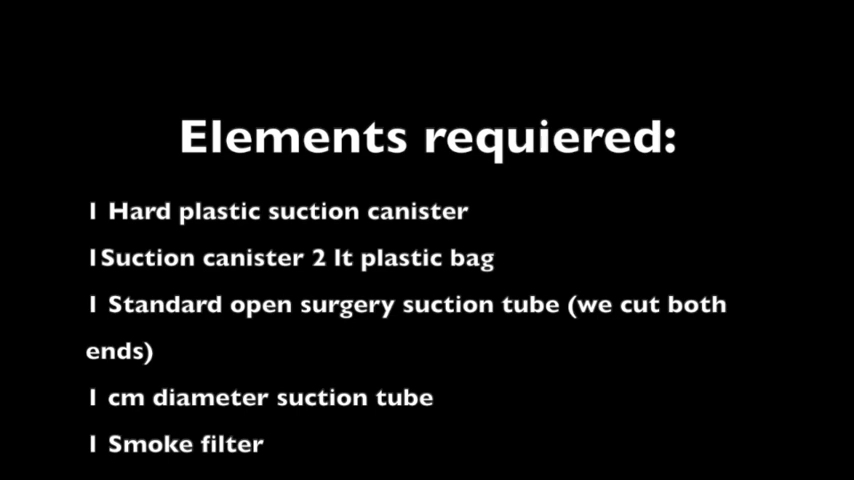 Elements requiered:
1 Hard plastic suction canister
1Suction canister 2 lt plastic bag
1 Standard open surgery suction tube (we cut both
ends)
1 cm diameter suction tube
1 Smoke filter